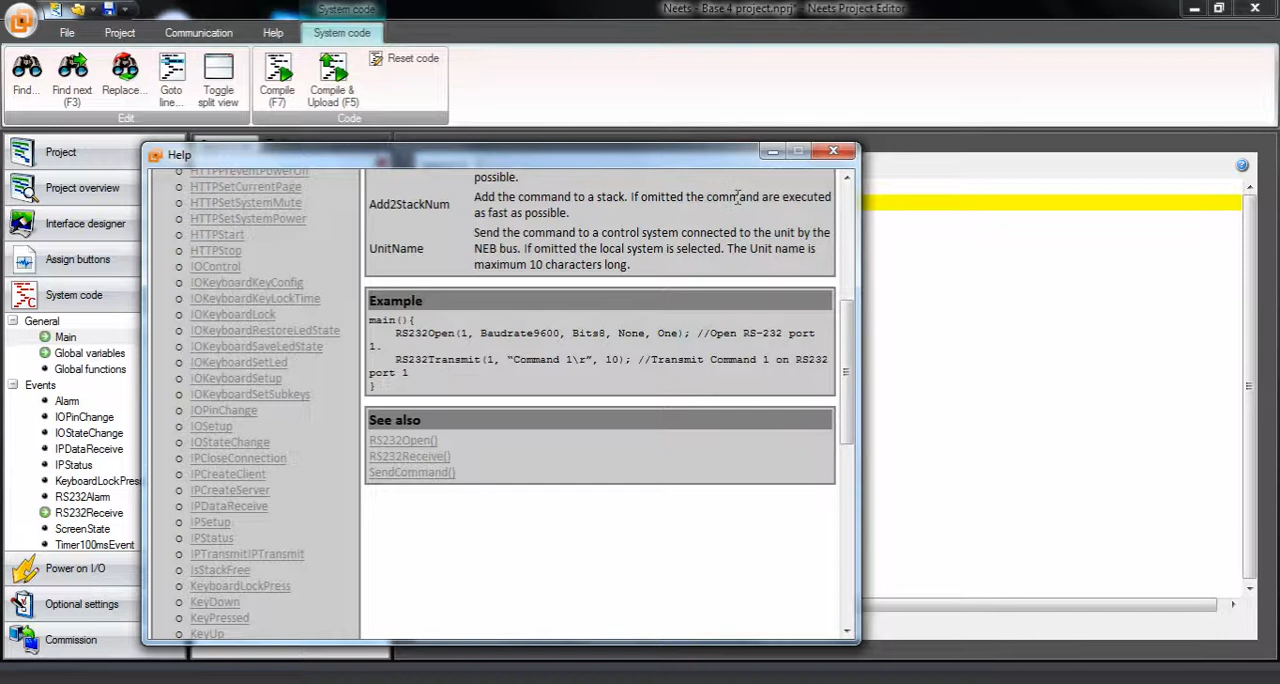 System code
Neets - Base 4 project.nprj* - Neets Project Editor
File
Project
Communication
Help
System code
Find...
Find next
(F3)
Replace...
Goto
line...
Toggle
split view
Edit
Compile
(F7)
Compile &
Upload (F5)
Reset code
Code
Project
Project overview
Interface designer
Assign buttons
System code
General
Main
Global variables
Global functions
Events
Alarm
IOPinChange
IOStateChange
IPDataReceive
IPStatus
KeyboardLockPress
RS232Alarm
RS232Receive
ScreenState
Timer100msEvent
Power on I/O
Optional settings
Commission
Help
HTTPPreventPowerOn
HTTPSetCurrentPage
HTTPSetSystemMute
HTTPSetSystemPower
HTTPStart
HTTPStop
IOControl
IOKeyboardKeyConfig
IOKeyboardKeyLockTime
IOKeyboardLock
IOKeyboardRestoreLedState
IOKeyboardSaveLedState
IOKeyboardSetLed
IOKeyboardSetup
IOKeyboardSetSubkeys
IOPinChange
IOSetup
IOStateChange
IPCloseConnection
IPCreateClient
IPCreateServer
IPDataReceive
IPSetup
IPStatus
IPTransmitIPTransmit
IsStackFree
KeyboardLockPress
KeyDown
KeyPressed
KeyUp
possible.
Add2StackNum
Add the command to a stack. If omitted the command are executed
as fast as possible.
UnitName
Send the command to a control system connected to the unit by the
NEB bus. If omitted the local system is selected. The Unit name is
maximum 10 characters long.
Example
main(){
RS232Open(1, Baudrate9600, Bits8, None, One); //Open RS-232 port
1.
RS232Transmit(1, "Command 1\r", 10); //Transmit Command 1 on RS232
port 1
}
See also
RS232Open()
RS232Receive()
SendCommand()